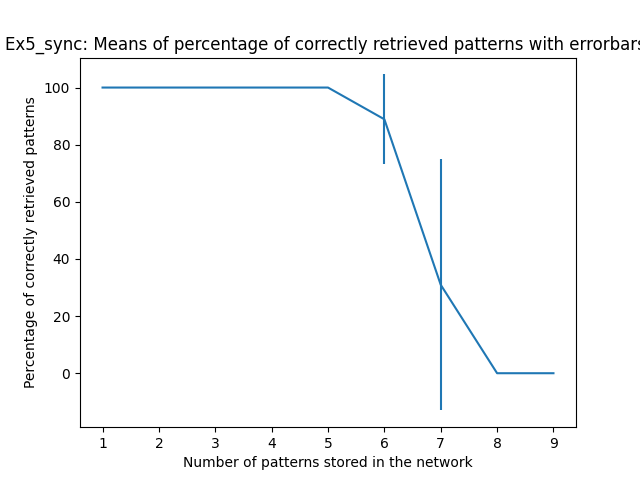 Ex5_sync: Means of percentage of correctly retrieved patterns with errorbars
100
80
60
40
20
0
Percentage of correctly retrieved patterns
1 2 3 4 5 6 7 8 9
Number of patterns stored in the network